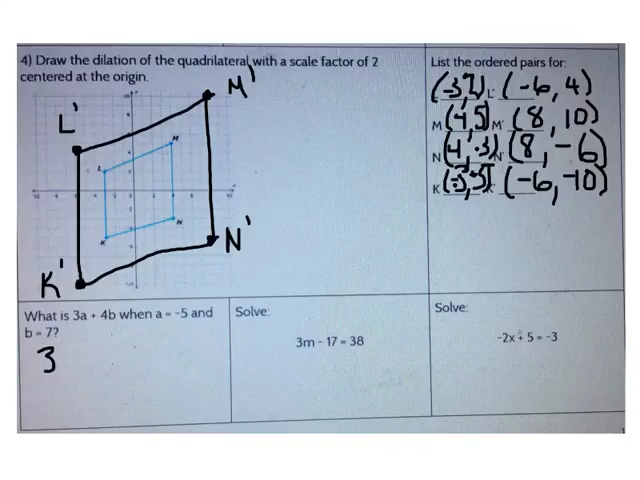 4) Draw the dilation of the quadrilateral with a scale factor of 2
centered at the origin.
List the ordered pairs for:
(-3,2) L' (-6, 4)
M (4,5) M' (8, 10)
N (4,-3) N' (8, -6)
K (-3,-5) (-6, -10)
L'
M'
K'
N'
L
M
K
N
What is 3a + 4b when a = -5 and
b = 7?
3
Solve:
3m - 17 = 38
Solve:
-2x + 5 = -3